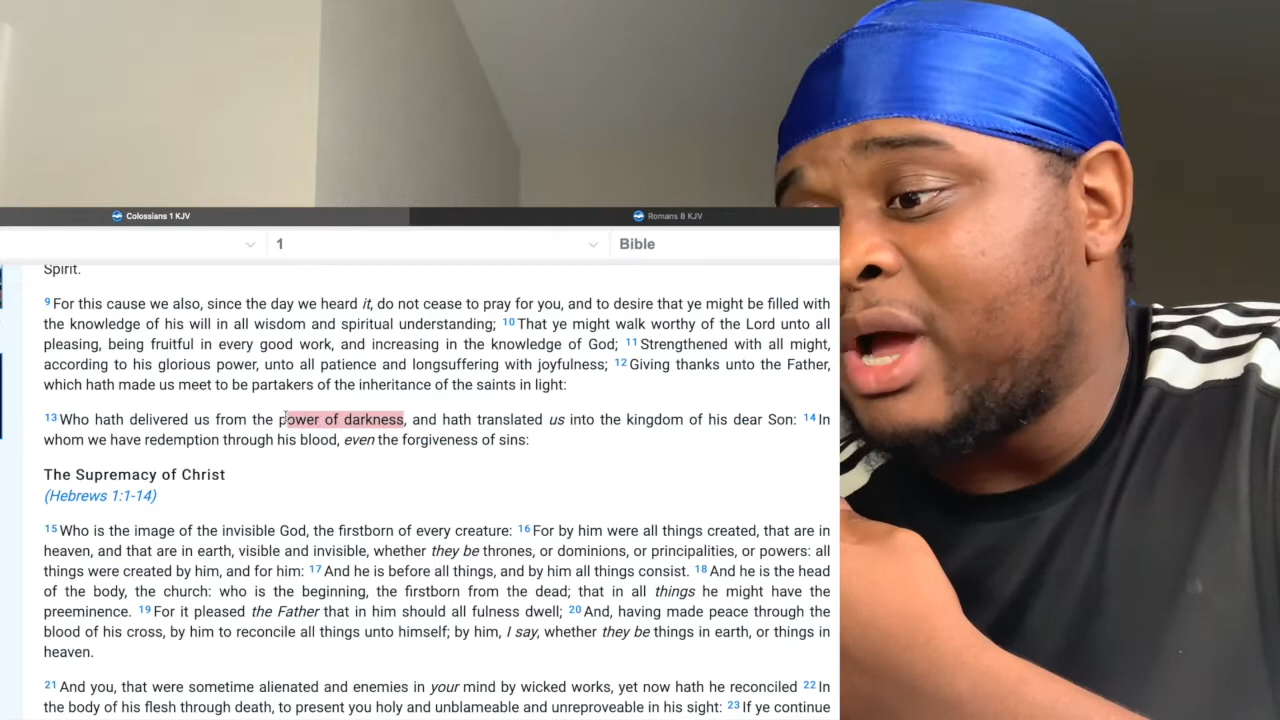 Colossians 1 KJV Romans 8 KJV
1 Bible
Spirit.
9 For this cause we also, since the day we heard it, do not cease to pray for you, and to desire that ye might be filled with
the knowledge of his will in all wisdom and spiritual understanding; 10 That ye might walk worthy of the Lord unto all
pleasing, being fruitful in every good work, and increasing in the knowledge of God; 11 Strengthened with all might,
according to his glorious power, unto all patience and longsuffering with joyfulness; 12 Giving thanks unto the Father,
which hath made us meet to be partakers of the inheritance of the saints in light:
13 Who hath delivered us from the power of darkness, and hath translated us into the kingdom of his dear Son: 14 In
whom we have redemption through his blood, even the forgiveness of sins:
The Supremacy of Christ
(Hebrews 1:1-14)
15 Who is the image of the invisible God, the firstborn of every creature: 16 For by him were all things created, that are in
heaven, and that are in earth, visible and invisible, whether they be thrones, or dominions, or principalities, or powers: all
things were created by him, and for him: 17 And he is before all things, and by him all things consist. 18 And he is the head
of the body, the church: who is the beginning, the firstborn from the dead; that in all things he might have the
preeminence. 19 For it pleased the Father that in him should all fulness dwell; 20 And, having made peace through the
blood of his cross, by him to reconcile all things unto himself; by him, I say, whether they be things in earth, or things in
heaven.
21 And you, that were sometime alienated and enemies in your mind by wicked works, yet now hath he reconciled 22 In
the body of his flesh through death, to present you holy and unblameable and unreproveable in his sight: 23 If ye continue